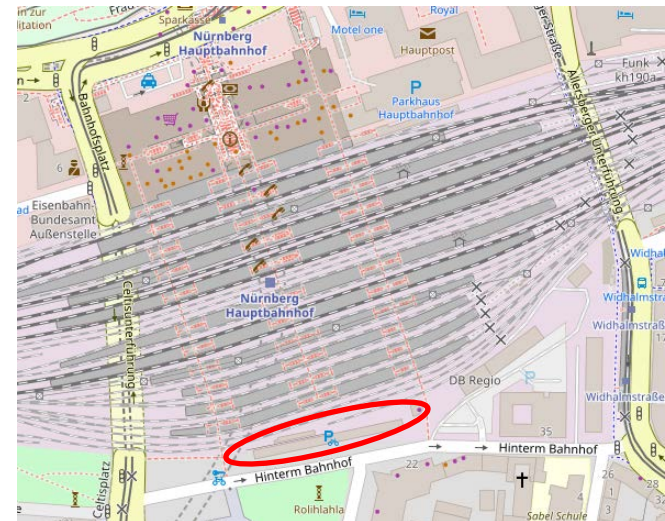 Sparkasse
Nürnberg
Hauptbahnhof
Royal
Motel one
Hauptpost
P
Parkhaus
Hauptbahnhof
Funk
kh190a
Allersberger Unterführung
Bahnhofsplatz
6
Eisenbahn-
Bundesamt
Außenstelle
Celtisunterführung
Nürnberg
Hauptbahnhof
Widhalmstraße
Widhalmstraße
DB Regio
P
P
35
Hinterm Bahnhof
Hinterm Bahnhof
22
Celtisplatz
Rolihlahla
Sabel Schule
4
26
28